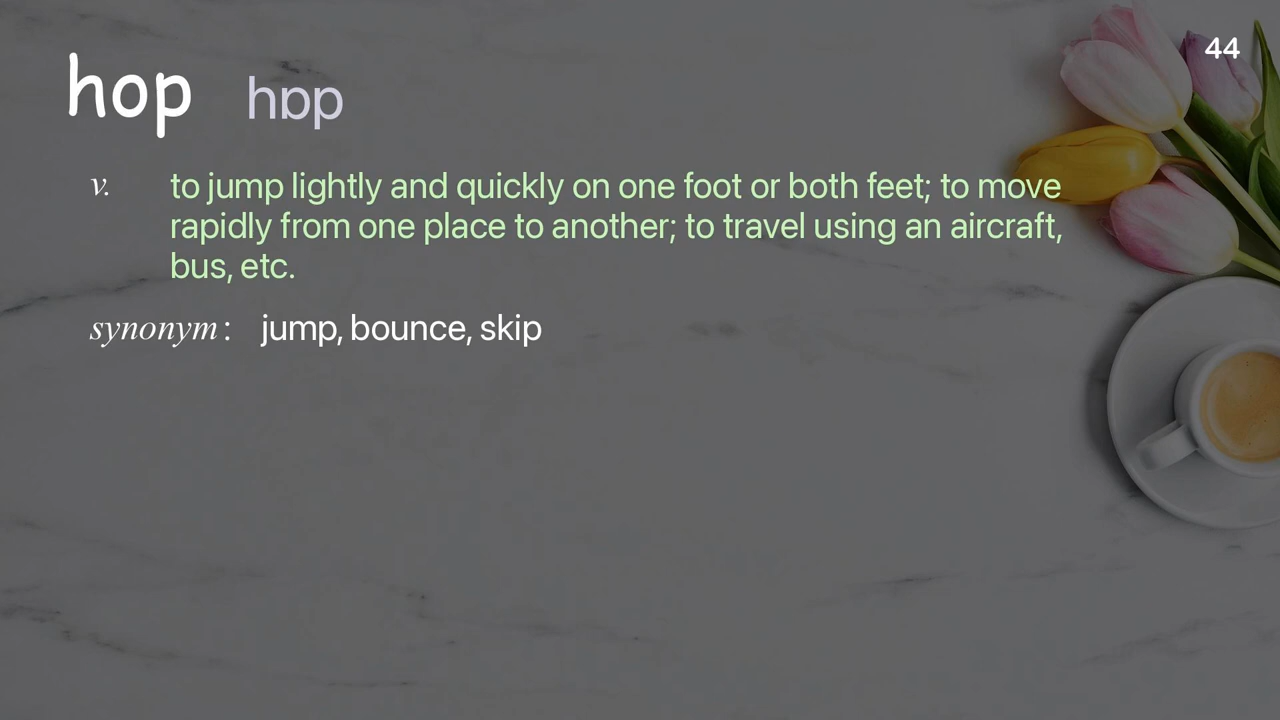 44
hop hɒp
v. to jump lightly and quickly on one foot or both feet; to move
rapidly from one place to another; to travel using an aircraft,
bus, etc.
synonym: jump, bounce, skip